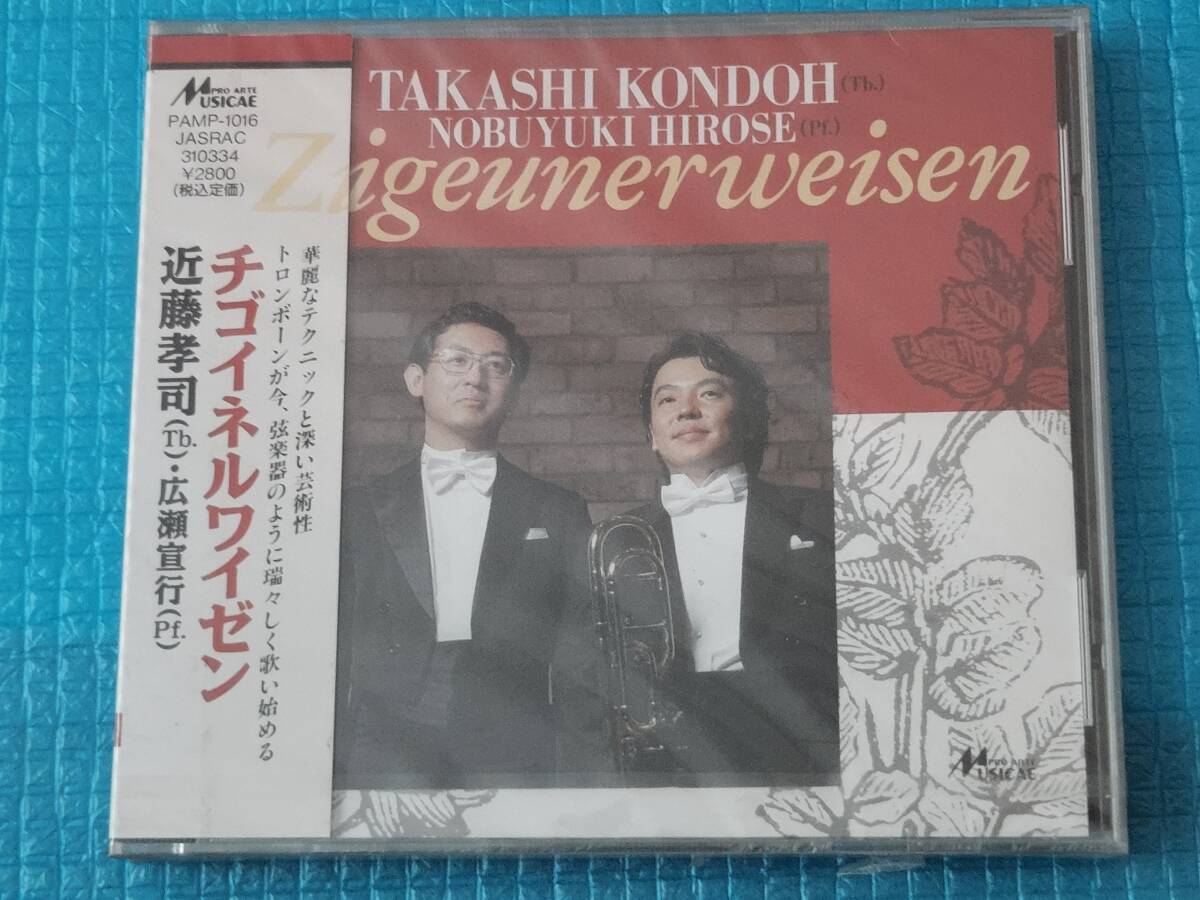 PRO ARTE
MUSICAE
PAMP-1016
JASRAC
310334
¥2800
(税込定価)
華麗なテクニックと深い芸術性
トロンボーンが今、弦楽器のように瑞々しく歌い始める
チゴイネルワイゼン
近藤孝司(Tb.)・広瀬宣行(Pf.)
TAKASHI KONDOH (Tb.)
NOBUYUKI HIROSE (Pf.)
Zigeunerweisen
PRO ARTE
MUSICAE